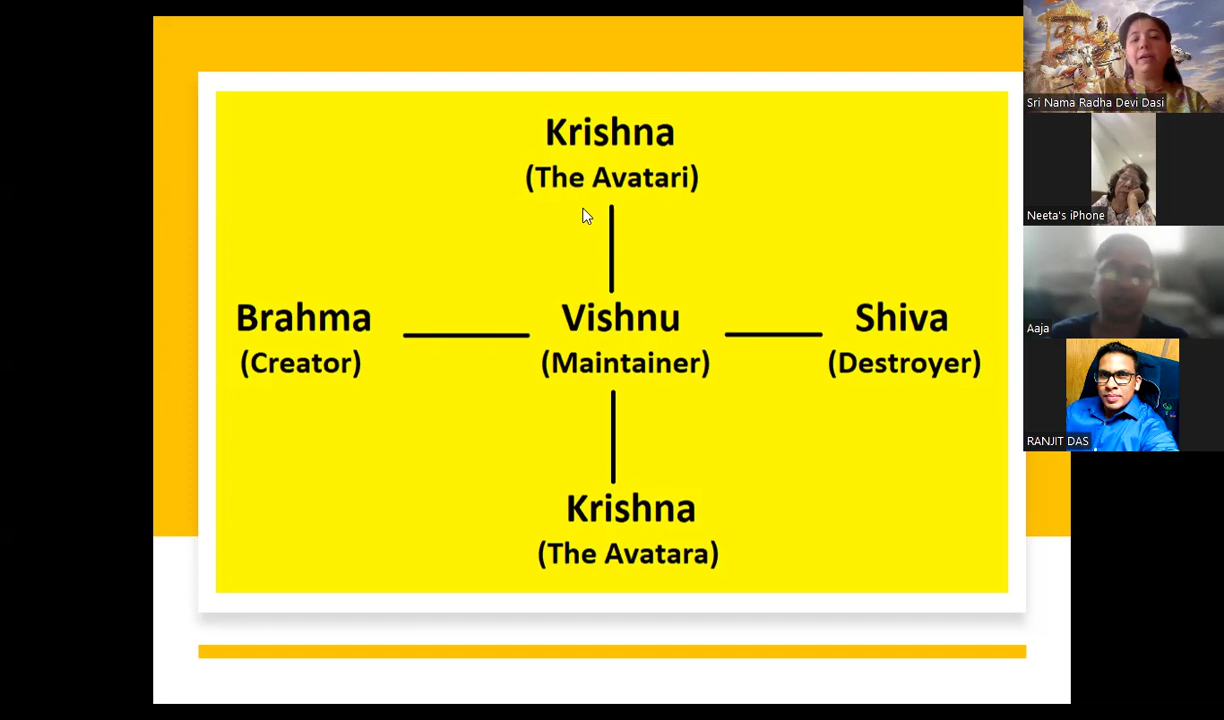 Krishna
(The Avatari)
Brahma
(Creator)
Vishnu
(Maintainer)
Shiva
(Destroyer)
Krishna
(The Avatara)
Sri Nama Radha Devi Dasi
Neeta's iPhone
Aaja
RANJIT DAS